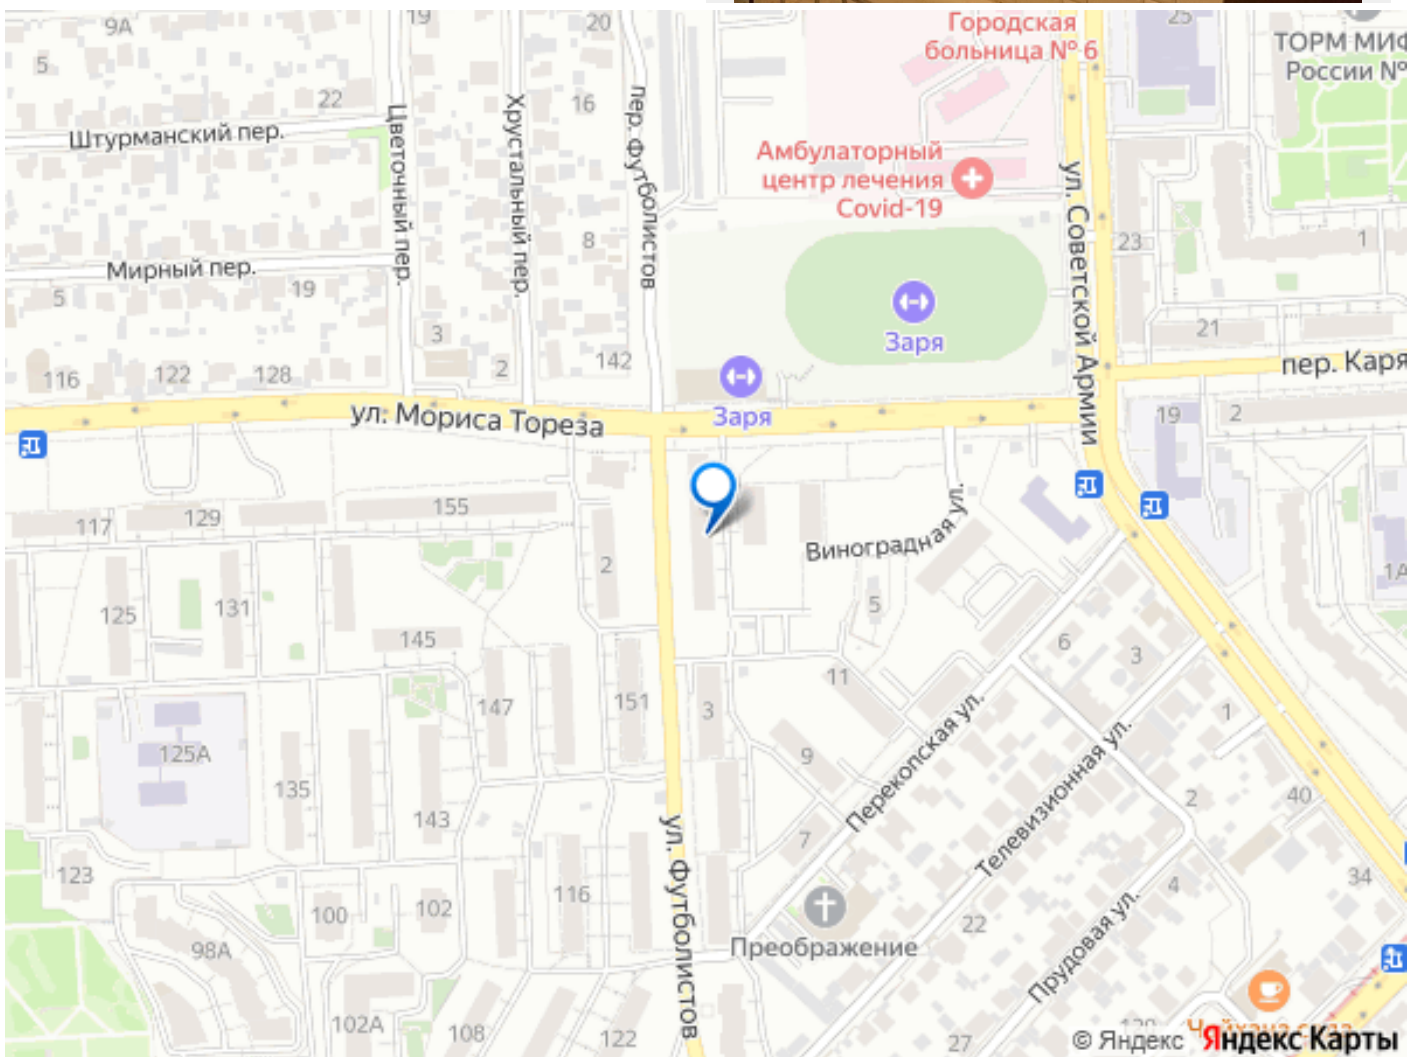 9А
19
20
Городская
больница № 6
25
ТОРМ МИФ
России №
5
22
16
Штурманский пер.
Цветочный пер.
Хрустальный пер.
пер. Футболистов
Амбулаторный
центр лечения
Covid-19
ул. Советской Армии
23
1
8
Мирный пер.
19
5
Заря
21
3
142
2
пер. Каря
116
122
128
Заря
ул. Мориса Тореза
19
2
155
117
129
Виноградная ул.
2
1А
125
131
5
145
6
3
11
147
151
3
1
125А
9
Перекопская ул.
Телевизионная ул.
135
143
2
40
7
ул. Футболистов
123
116
4
34
100
102
22
98А
Преображение
Прудовая ул.
102А
108
122
27
© Яндекс
Яндекс Карты